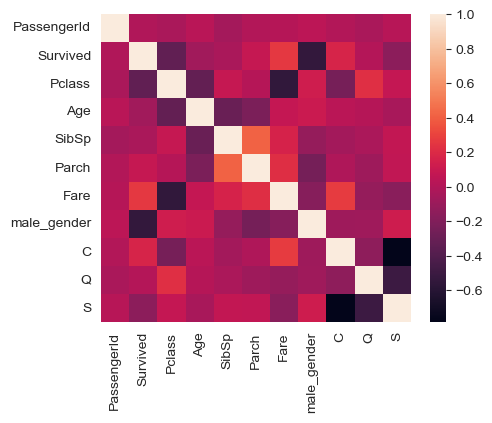 PassengerId
Survived
Pclass
Age
SibSp
Parch
Fare
male_gender
C
Q
S
PassengerId
Survived
Pclass
Age
SibSp
Parch
Fare
male_gender
C
Q
S
1.0
0.8
0.6
0.4
0.2
0.0
−0.2
−0.4
−0.6